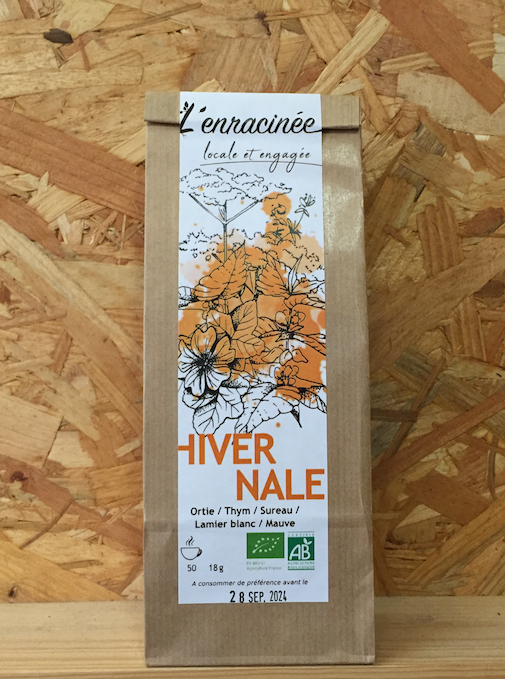 L'enracinée
locale et engagée
HIVER
NALE
Ortie / Thym / Sureau /
Lamier blanc / Mauve
50 18g
AB
A consommer de préférence avant le
28 SEP. 2024